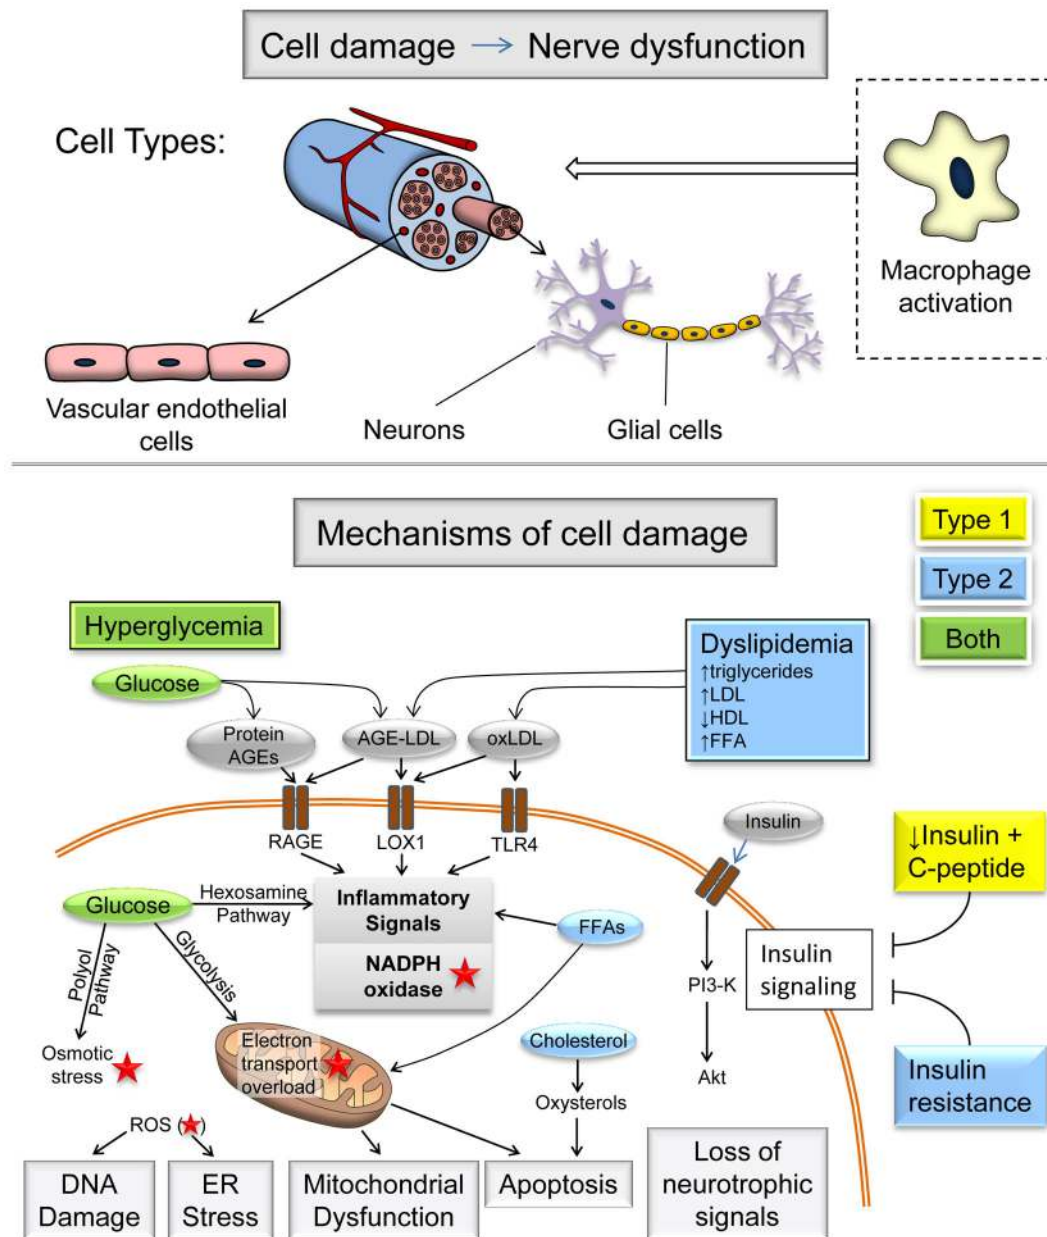 Cell damage → Nerve dysfunction
Cell Types:
Macrophage
activation
Vascular endothelial
cells
Neurons
Glial cells
Mechanisms of cell damage
Type 1
Type 2
Both
Hyperglycemia
Dyslipidemia
↑triglycerides
↑LDL
↓HDL
↑FFA
Glucose
Protein
AGEs
AGE-LDL
oxLDL
RAGE
LOX1
TLR4
Insulin
↓Insulin +
C-peptide
Glucose
Hexosamine
Pathway
Inflammatory
Signals
NADPH
oxidase
FFAs
Polyol
Pathway
Glycolysis
PI3-K
Insulin
signaling
Osmotic
stress
Electron
transport
overload
Cholesterol
Oxysterols
Akt
Insulin
resistance
ROS (★)
DNA
Damage
ER
Stress
Mitochondrial
Dysfunction
Apoptosis
Loss of
neurotrophic
signals